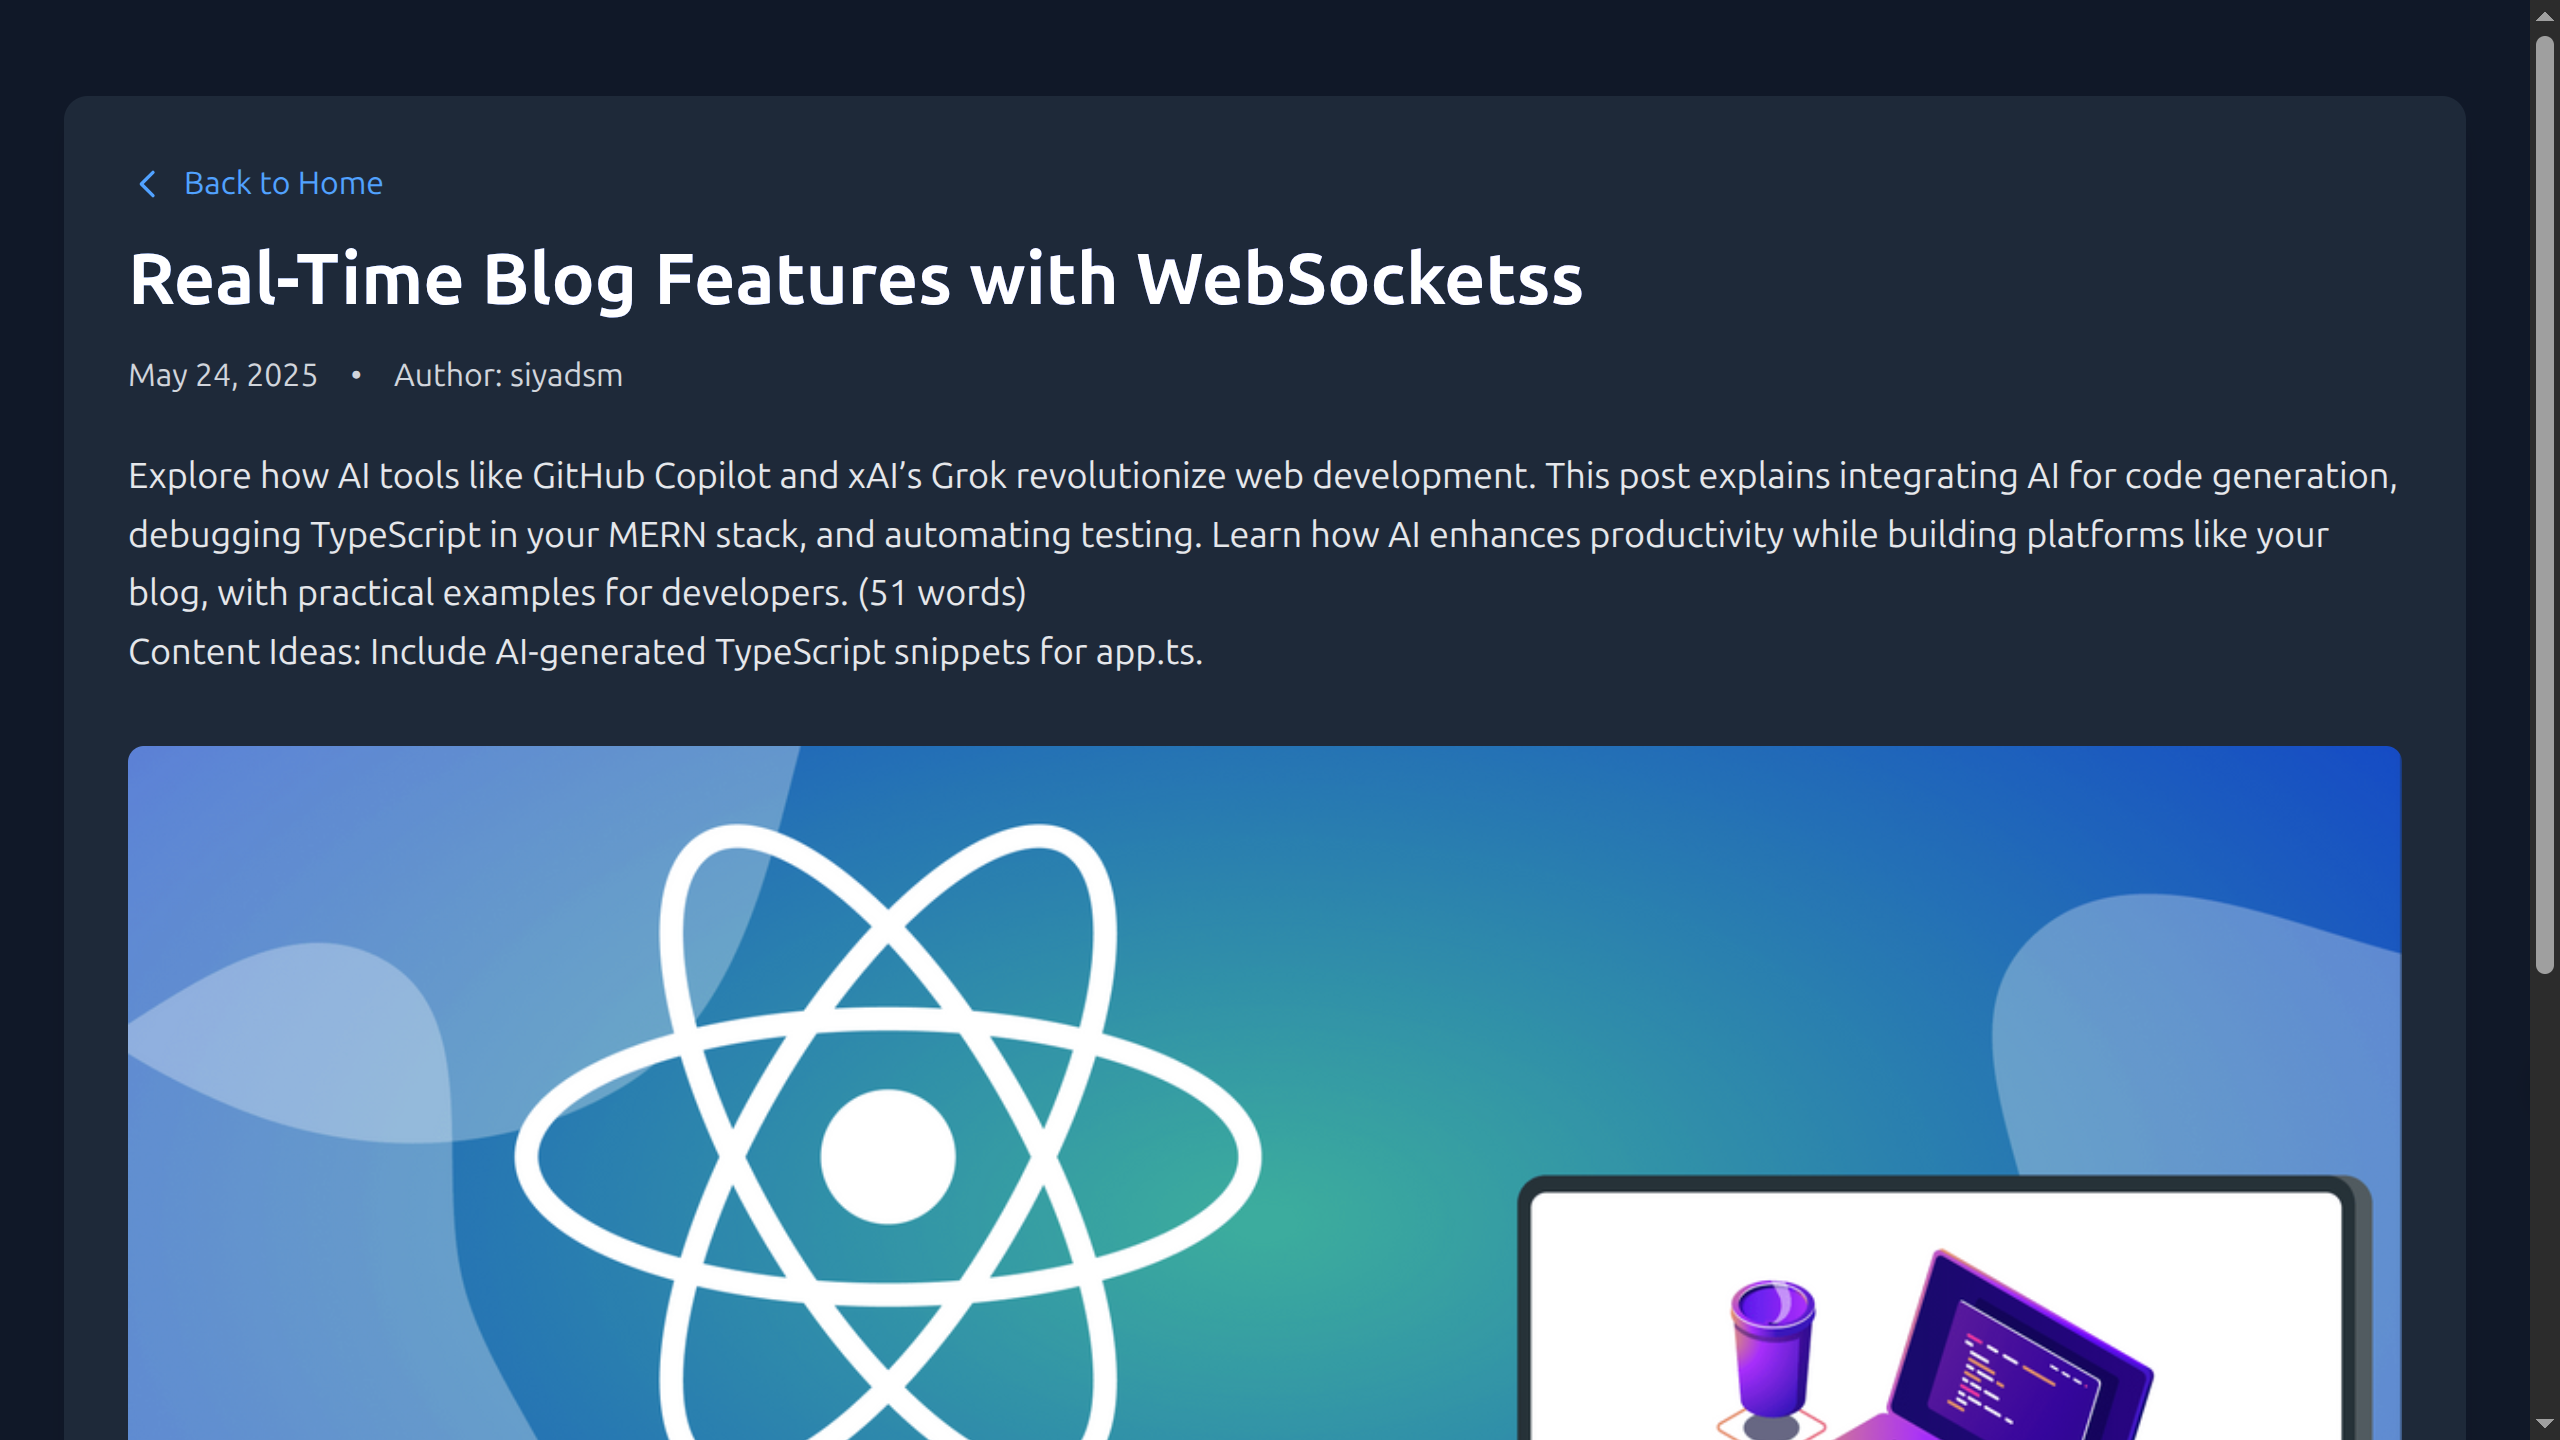 Back to Home
Real-Time Blog Features with WebSocketss
May 24, 2025 • Author: siyadsm
Explore how AI tools like GitHub Copilot and xAI’s Grok revolutionize web development. This post explains integrating AI for code generation,
debugging TypeScript in your MERN stack, and automating testing. Learn how AI enhances productivity while building platforms like your
blog, with practical examples for developers. (51 words)
Content Ideas: Include AI-generated TypeScript snippets for app.ts.